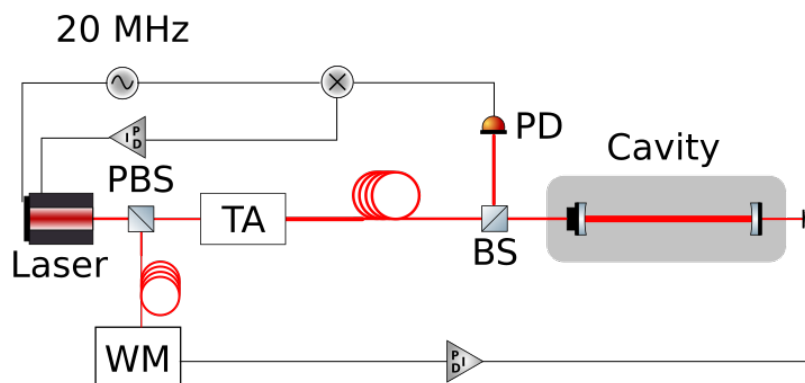 20 MHz
I P D
PBS
PD
Cavity
Laser
TA
BS
WM
P D I